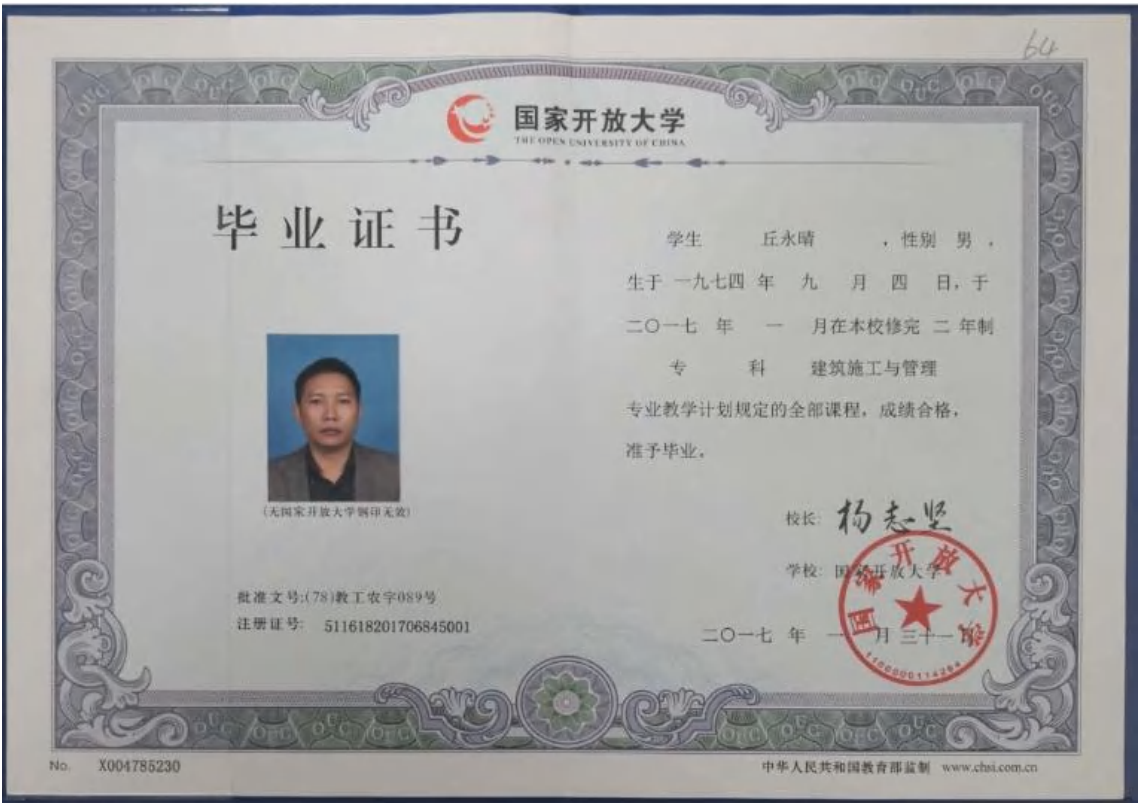 64
国家开放大学
THE OPEN UNIVERSITY OF CHINA
毕业证书
学生 丘永晴 ,性别 男 ,
生于 一九七四 年 九 月 四 日, 于
二〇一七 年 一 月在本校修完 二 年制
专 科 建筑施工与管理
专业教学计划规定的全部课程, 成绩合格,
准予毕业。
(无国家开放大学钢印无效)
校长: 杨志坚
学校: 国家开放大学
批准文号:(78)教工农字089号
注册证号: 511618201706845001
二〇一七 年 一 月 三十一日
国家开放大学
1100000114284
No. X004785230
中华人民共和国教育部监制 www.chsi.com.cn